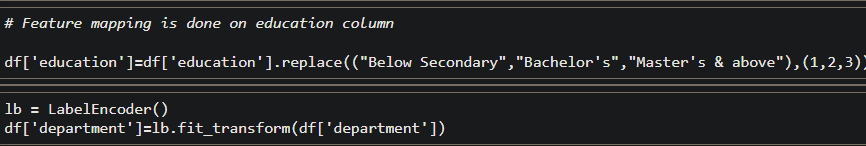 # Feature mapping is done on education column
df['education']=df['education'].replace(("Below Secondary","Bachelor's","Master's & above"),(1,2,3))
lb = LabelEncoder()
df['department']=lb.fit_transform(df['department'])